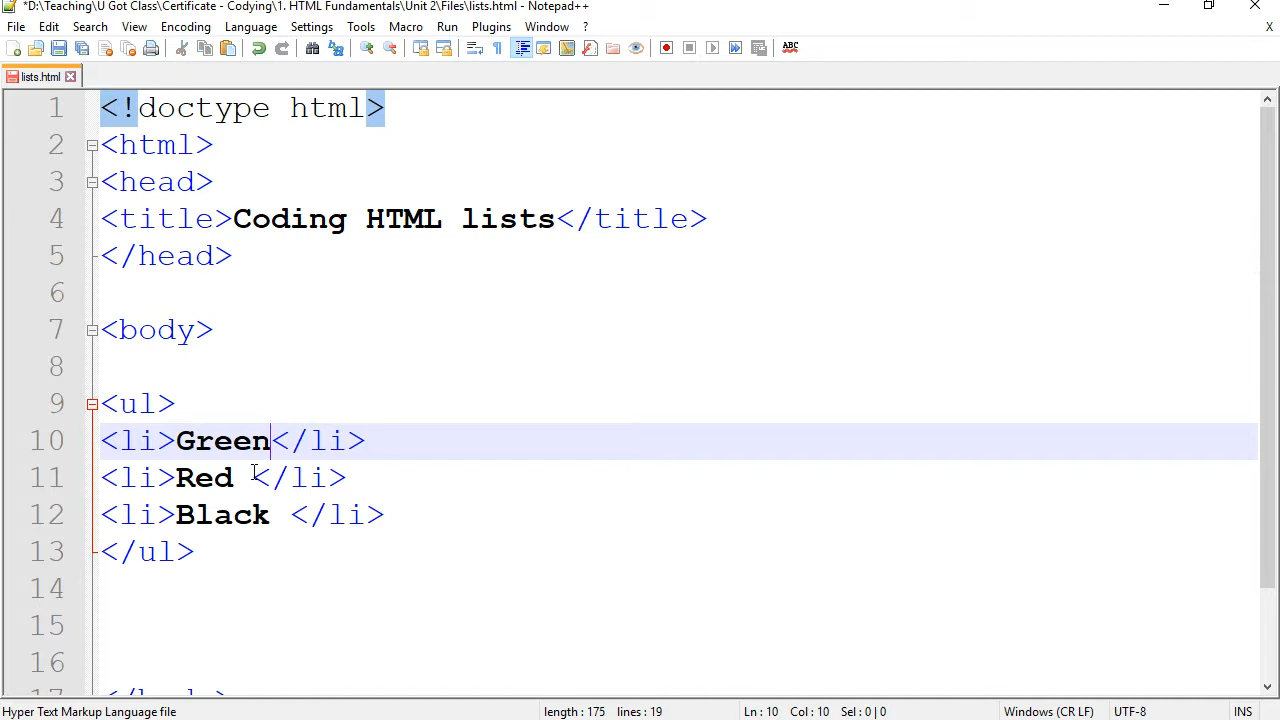 *D:\Teaching\U Got Class\Certificate - Codying\1. HTML Fundamentals\Unit 2\Files\lists.html - Notepad++
File Edit Search View Encoding Language Settings Tools Macro Run Plugins Window ? X
ABC
lists.html
1 <!doctype html>
2 <html>
3 <head>
4 <title>Coding HTML lists</title>
5 </head>
6
7 <body>
8
9 <ul>
10 <li>Green</li>
11 <li>Red </li>
12 <li>Black </li>
13 </ul>
14
15
16
17 </body>
Hyper Text Markup Language file length : 175 lines : 19 Ln : 10 Col : 10 Sel : 0 | 0 Windows (CR LF) UTF-8 INS